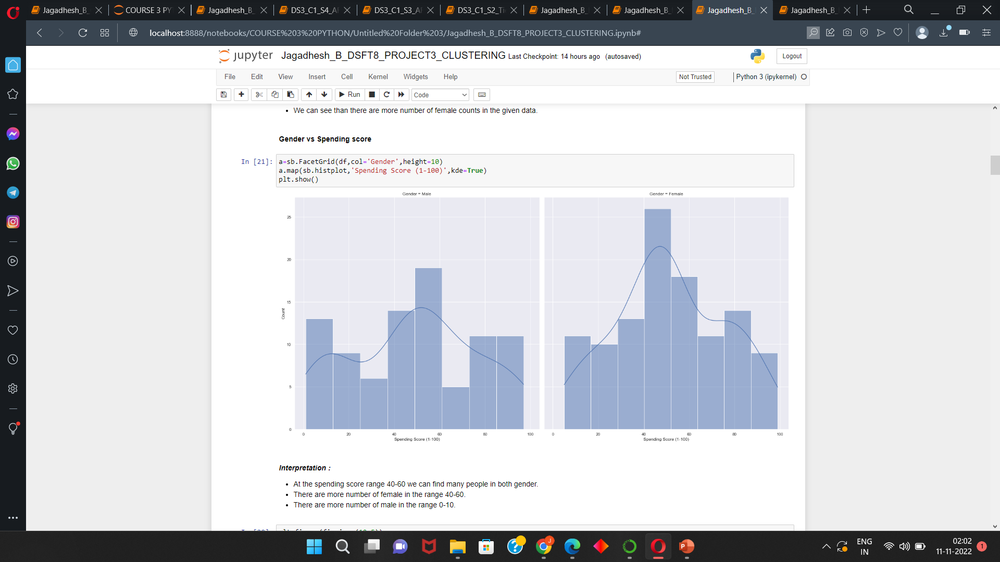 Jagadhesh_B_
COURSE 3 PY
Jagadhesh_B_
DS3_C1_S4_A
DS3_C1_S3_A
DS3_C1_S2_Ti
Jagadhesh_B_
Jagadhesh_B_
Jagadhesh_B_
Jagadhesh_B_
localhost:8888/notebooks/COURSE%203%20PYTHON/Untitled%20Folder%203/Jagadhesh_B_DSFT8_PROJECT3_CLUSTERING.ipynb#
jupyter Jagadhesh_B_DSFT8_PROJECT3_CLUSTERING Last Checkpoint: 14 hours ago (autosaved)
Logout
File Edit View Insert Cell Kernel Widgets Help
Not Trusted
Python 3 (ipykernel)
Run
Code
• We can see than there are more number of female counts in the given data.
Gender vs Spending score
In [21]:
a=sb.FacetGrid(df,col='Gender',height=10)
a.map(sb.histplot,'Spending Score (1-100)',kde=True)
plt.show()
Gender = Male
Gender = Female
25
20
15
10
5
0
Count
0 20 40 60 80 100
0 20 40 60 80 100
Spending Score (1-100)
Spending Score (1-100)
Interpretation :
• At the spending score range 40-60 we can find many people in both gender.
• There are more number of female in the range 40-60.
• There are more number of male in the range 0-10.
ENG
IN
02:02
11-11-2022
1